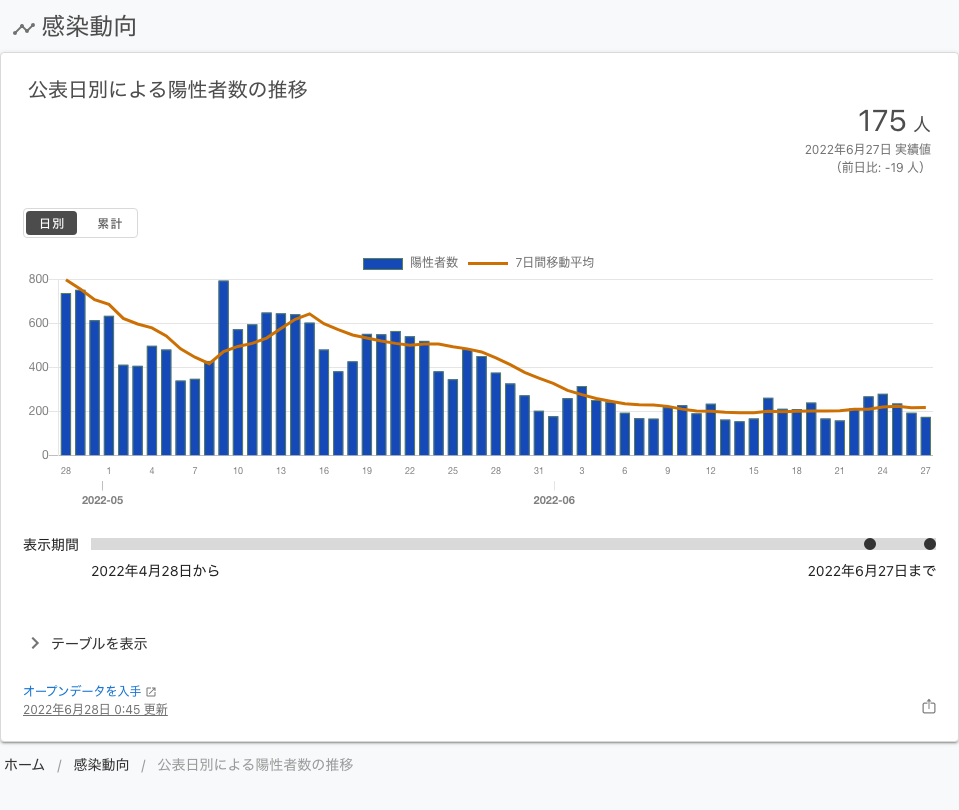 感染動向
公表日別による陽性者数の推移
175 人
2022年6月27日 実績値
（前日比: -19 人）
日別 累計
陽性者数 7日間移動平均
800
600
400
200
0
28 1 4 7 10 13 16 19 22 25 28 31 3 6 9 12 15 18 21 24 27
2022-05 2022-06
表示期間
2022年4月28日から 2022年6月27日まで
テーブルを表示
オープンデータを入手
2022年6月28日 0:45 更新
ホーム / 感染動向 / 公表日別による陽性者数の推移